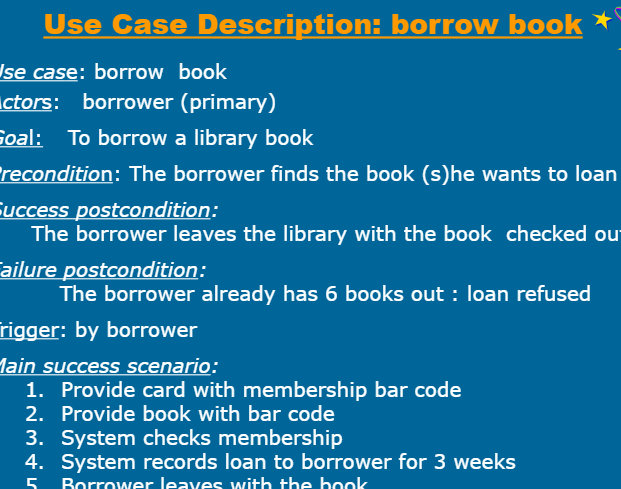 Use Case Description: borrow book
Use case: borrow book
Actors: borrower (primary)
Goal: To borrow a library book
Precondition: The borrower finds the book (s)he wants to loan
Success postcondition:
The borrower leaves the library with the book checked out
Failure postcondition:
The borrower already has 6 books out : loan refused
Trigger: by borrower
Main success scenario:
1. Provide card with membership bar code
2. Provide book with bar code
3. System checks membership
4. System records loan to borrower for 3 weeks
5. Borrower leaves with the book